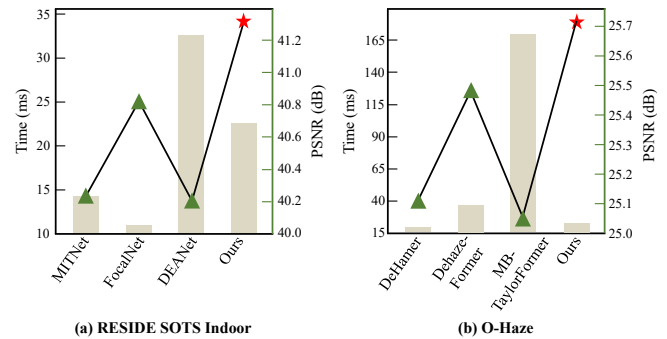 35
30
25
20
15
10
Time (ms)
41.2
41.0
40.8
40.6
40.4
40.2
40.0
PSNR (dB)
MITNet
FocalNet
DEANet
Ours
(a) RESIDE SOTS Indoor
165
140
115
90
65
40
15
Time (ms)
25.7
25.6
25.5
25.4
25.3
25.2
25.1
25.0
PSNR (dB)
DeHamer
Dehaze-
Former
MB-
TaylorFormer
Ours
(b) O-Haze